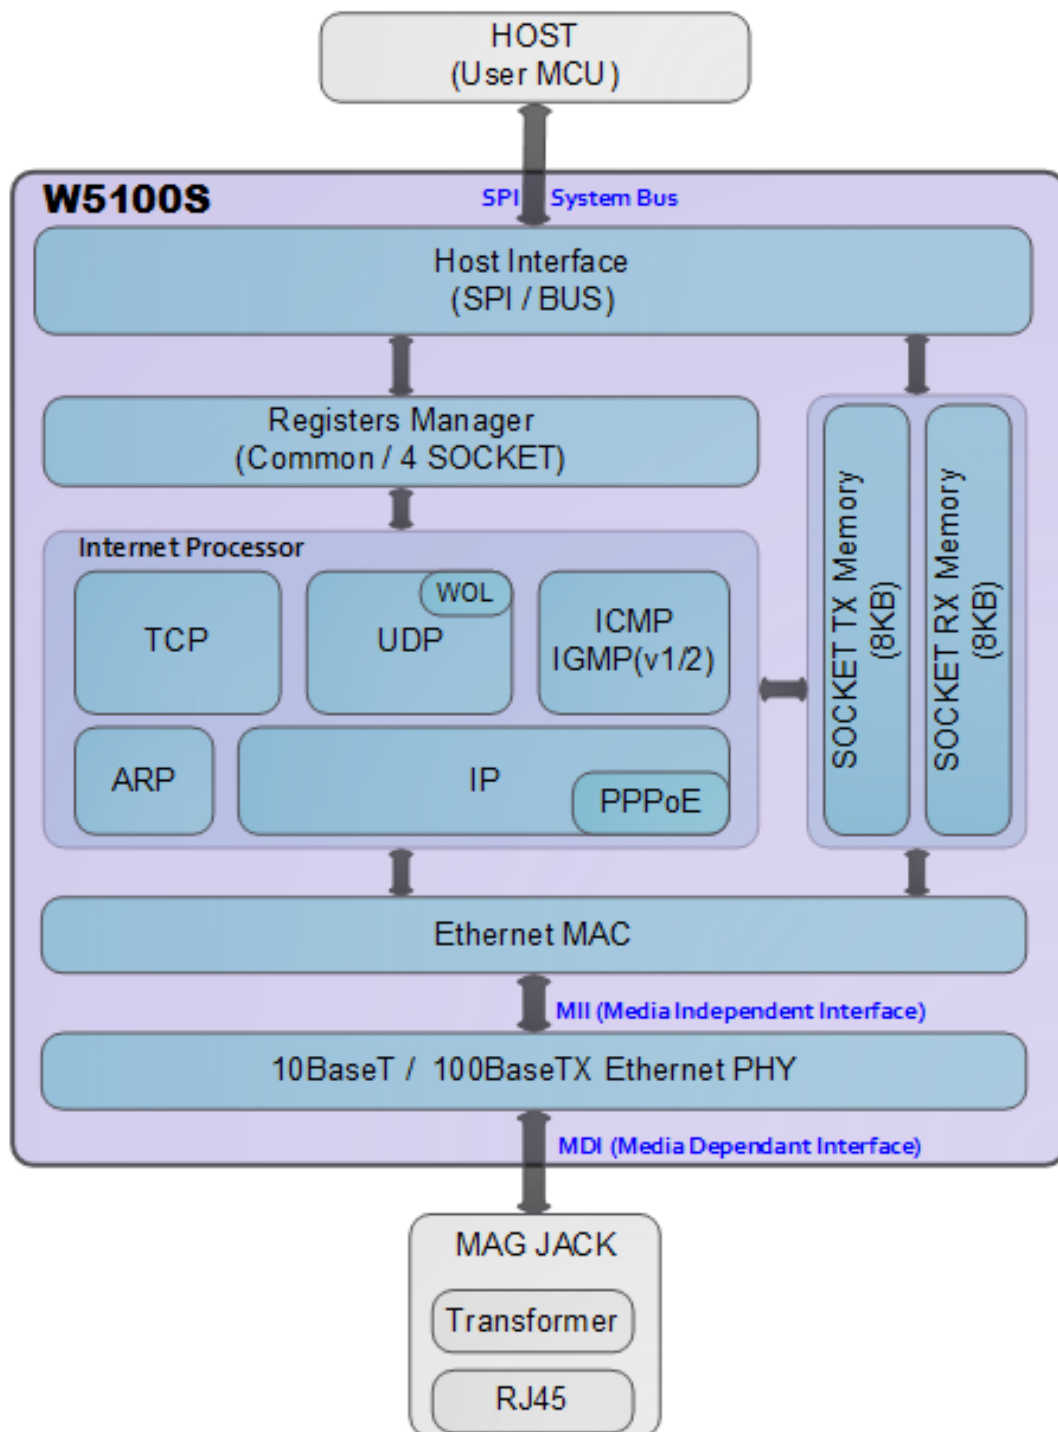 HOST
(User MCU)
W5100S
SPI System Bus
Host Interface
(SPI / BUS)
Registers Manager
(Common / 4 SOCKET)
Internet Processor
TCP
UDP
WOL
ICMP
IGMP(v1/2)
ARP
IP
PPPoE
SOCKET TX Memory
(8KB)
SOCKET RX Memory
(8KB)
Ethernet MAC
MII (Media Independent Interface)
10BaseT / 100BaseTX Ethernet PHY
MDI (Media Dependant Interface)
MAG JACK
Transformer
RJ45